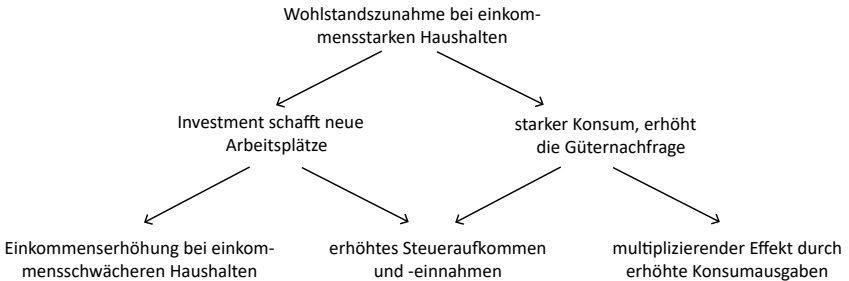 Wohlstandszunahme bei einkom-
mensstarken Haushalten
Investment schafft neue
Arbeitsplätze
starker Konsum, erhöht
die Güternachfrage
Einkommenserhöhung bei einkom-
mensschwächeren Haushalten
erhöhtes Steueraufkommen
und -einnahmen
multiplizierender Effekt durch
erhöhte Konsumausgaben